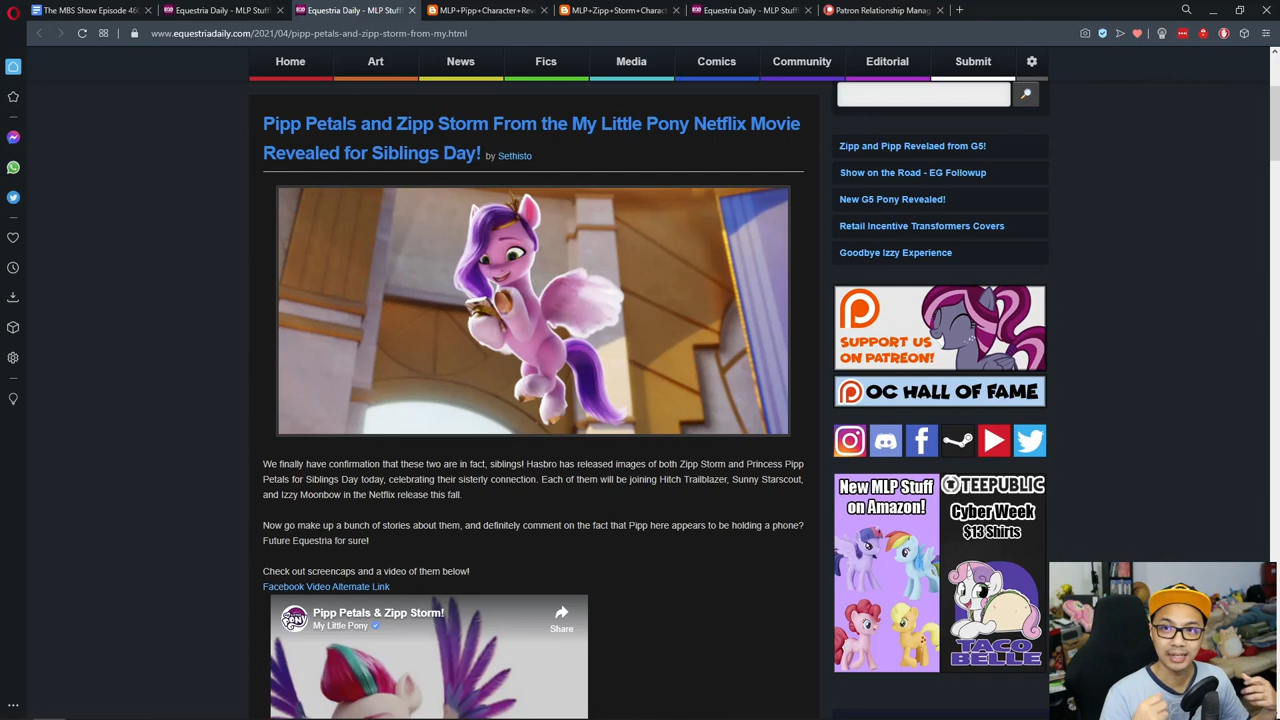 The MBS Show Episode 46
Equestria Daily - MLP Stuff
Equestria Daily - MLP Stuff
MLP+Pipp+Character+Rev
MLP+Zipp+Storm+Charact
Equestria Daily - MLP Stuff
Patron Relationship Manag
www.equestriadaily.com/2021/04/pipp-petals-and-zipp-storm-from-my.html
Home
Art
News
Fics
Media
Comics
Community
Editorial
Submit
Pipp Petals and Zipp Storm From the My Little Pony Netflix Movie
Revealed for Siblings Day! by Sethisto
We finally have confirmation that these two are in fact, siblings! Hasbro has released images of both Zipp Storm and Princess Pipp
Petals for Siblings Day today, celebrating their sisterly connection. Each of them will be joining Hitch Trailblazer, Sunny Starscout,
and Izzy Moonbow in the Netflix release this fall.
Now go make up a bunch of stories about them, and definitely comment on the fact that Pipp here appears to be holding a phone?
Future Equestria for sure!
Check out screencaps and a video of them below!
Facebook Video Alternate Link
Pipp Petals & Zipp Storm!
My Little Pony
Share
Zipp and Pipp Revelaed from G5!
Show on the Road - EG Followup
New G5 Pony Revealed!
Retail Incentive Transformers Covers
Goodbye Izzy Experience
SUPPORT US
ON PATREON!
OC HALL OF FAME
New MLP Stuff
on Amazon!
TEEPUBLIC
Cyber Week
$13 Shirts
TACO
BELLE